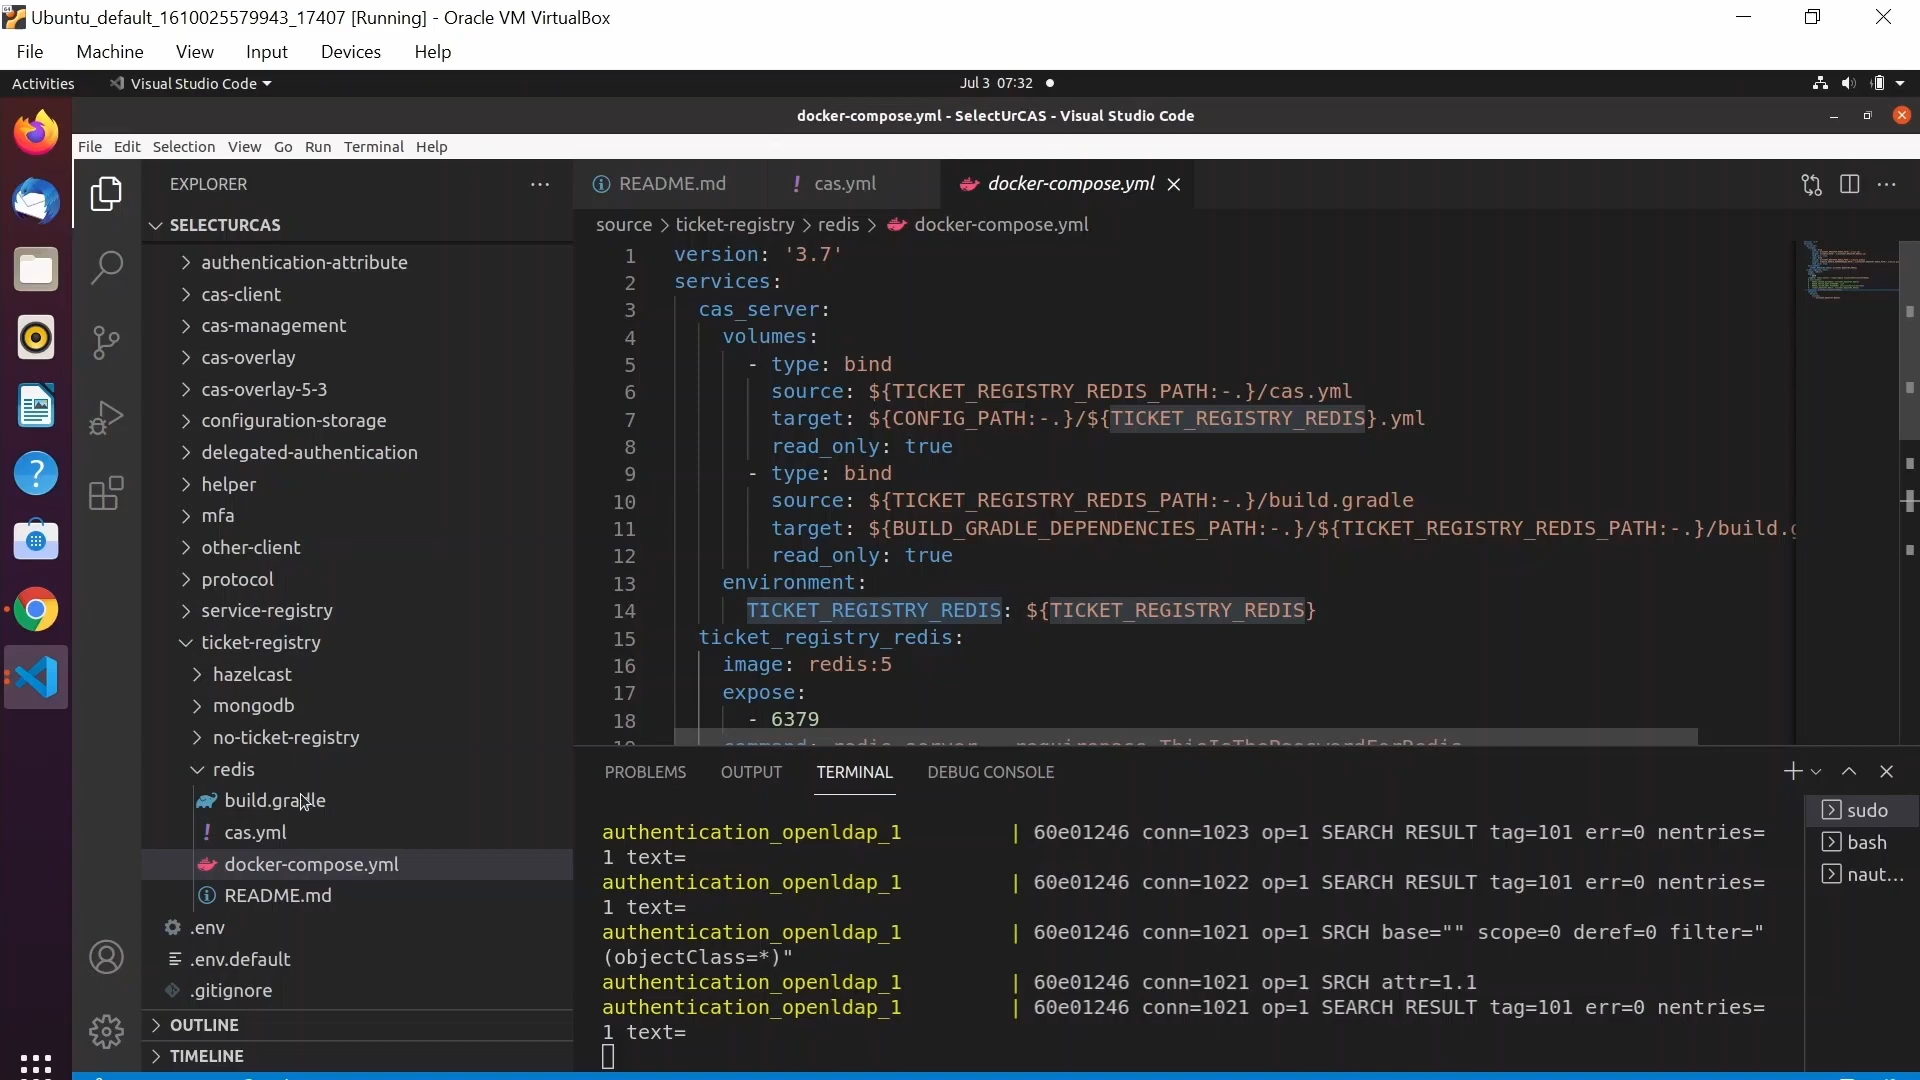 Ubuntu_default_1610025579943_17407 [Running] - Oracle VM VirtualBox
File Machine View Input Devices Help
Activities Visual Studio Code Jul 3 07:32
docker-compose.yml - SelectUrCAS - Visual Studio Code
File Edit Selection View Go Run Terminal Help
EXPLORER
SELECTURCAS
authentication-attribute
cas-client
cas-management
cas-overlay
cas-overlay-5-3
configuration-storage
delegated-authentication
helper
mfa
other-client
protocol
service-registry
ticket-registry
hazelcast
mongodb
no-ticket-registry
redis
build.gradle
cas.yml
docker-compose.yml
README.md
.env
.env.default
.gitignore
OUTLINE
TIMELINE
README.md cas.yml docker-compose.yml
source > ticket-registry > redis > docker-compose.yml
1 version: '3.7'
2 services:
3 cas_server:
4 volumes:
5 - type: bind
6 source: ${TICKET_REGISTRY_REDIS_PATH:-.}/cas.yml
7 target: ${CONFIG_PATH:-.}/${TICKET_REGISTRY_REDIS}.yml
8 read_only: true
9 - type: bind
10 source: ${TICKET_REGISTRY_REDIS_PATH:-.}/build.gradle
11 target: ${BUILD_GRADLE_DEPENDENCIES_PATH:-.}/${TICKET_REGISTRY_REDIS_PATH:-.}/build.g
12 read_only: true
13 environment:
14 TICKET_REGISTRY_REDIS: ${TICKET_REGISTRY_REDIS}
15 ticket_registry_redis:
16 image: redis:5
17 expose:
18 - 6379
PROBLEMS OUTPUT TERMINAL DEBUG CONSOLE
authentication_openldap_1 | 60e01246 conn=1023 op=1 SEARCH RESULT tag=101 err=0 nentries=
1 text=
authentication_openldap_1 | 60e01246 conn=1022 op=1 SEARCH RESULT tag=101 err=0 nentries=
1 text=
authentication_openldap_1 | 60e01246 conn=1021 op=1 SRCH base="" scope=0 deref=0 filter="
(objectClass=*)"
authentication_openldap_1 | 60e01246 conn=1021 op=1 SRCH attr=1.1
authentication_openldap_1 | 60e01246 conn=1021 op=1 SEARCH RESULT tag=101 err=0 nentries=
1 text=
sudo
bash
naut...